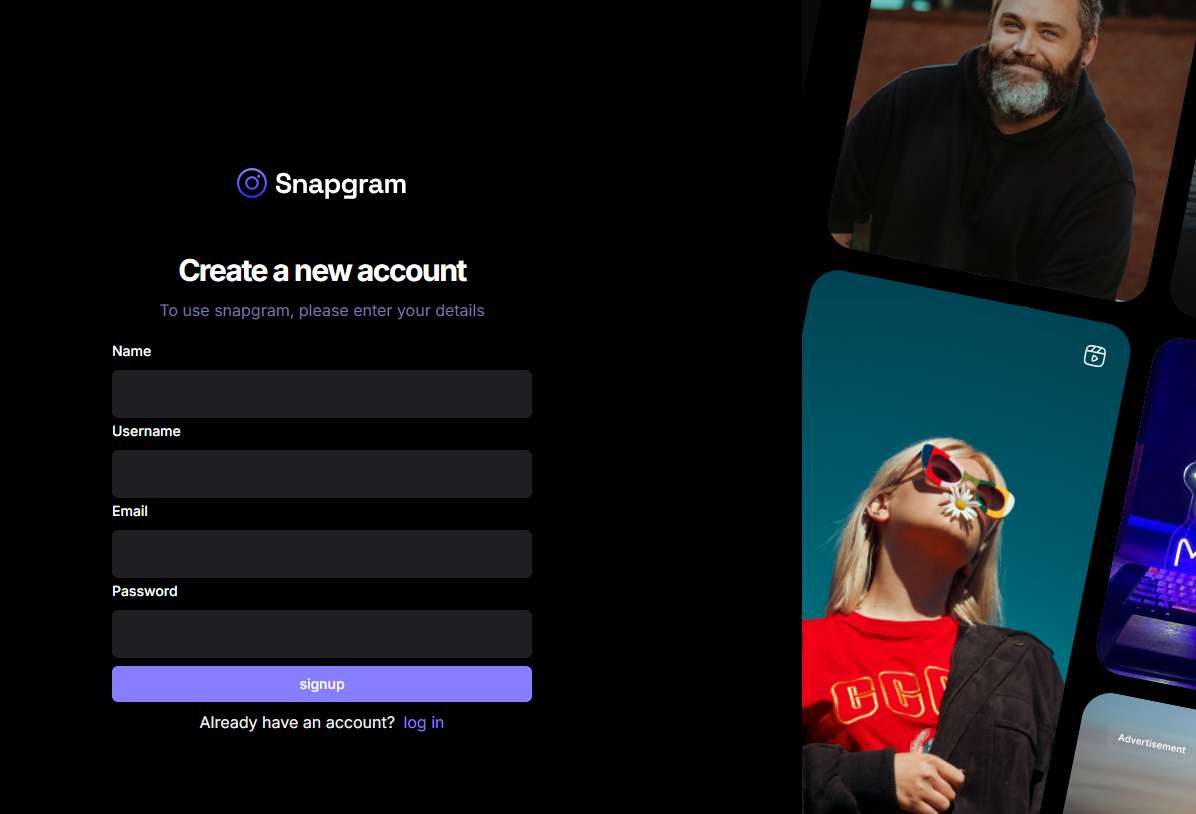 Snapgram
Create a new account
To use snapgram, please enter your details
Name
Username
Email
Password
signup
Already have an account? log in
CCC
Advertisement